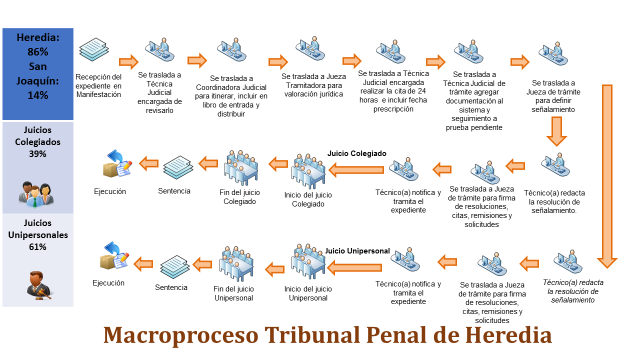 Heredia:
86%
San
Joaquín:
14%
Recepción del
expediente en
Manifestación
Se traslada a
Técnica
Judicial
encargada de
revisarlo
Se traslada a
Coordinadora Judicial
para itinerar, incluir en
libro de entrada y
distribuir
Se traslada a Jueza
Tramitadora para
valoración jurídica
Se traslada a Técnica
Judicial encargada
realizar la cita de 24
horas e incluir fecha
prescripción
Se traslada a
Técnica Judicial de
trámite agregar
documentación al
sistema y
seguimiento a
prueba pendiente
Se traslada a
Jueza de trámite
para definir
señalamiento
Juicios
Colegiados
39%
Ejecución
Sentencia
Fin del juicio
Colegiado
Inicio del juicio
Colegiado
Juicio Colegiado
Técnico(a) notifica y
tramita el
expediente
Se traslada a Jueza
de trámite para firma
de resoluciones,
citas, remisiones y
solicitudes
Técnico(a) redacta
la resolución de
señalamiento.
Juicios
Unipersonales
61%
Ejecución
Sentencia
Fin del juicio
Unipersonal
Inicio del juicio
Unipersonal
Juicio Unipersonal
Técnico(a) notifica y
tramita el
expediente
Se traslada a Jueza
de trámite para firma
de resoluciones,
citas, remisiones y
solicitudes
Técnico(a) redacta
la resolución de
señalamiento
Macroproceso Tribunal Penal de Heredia